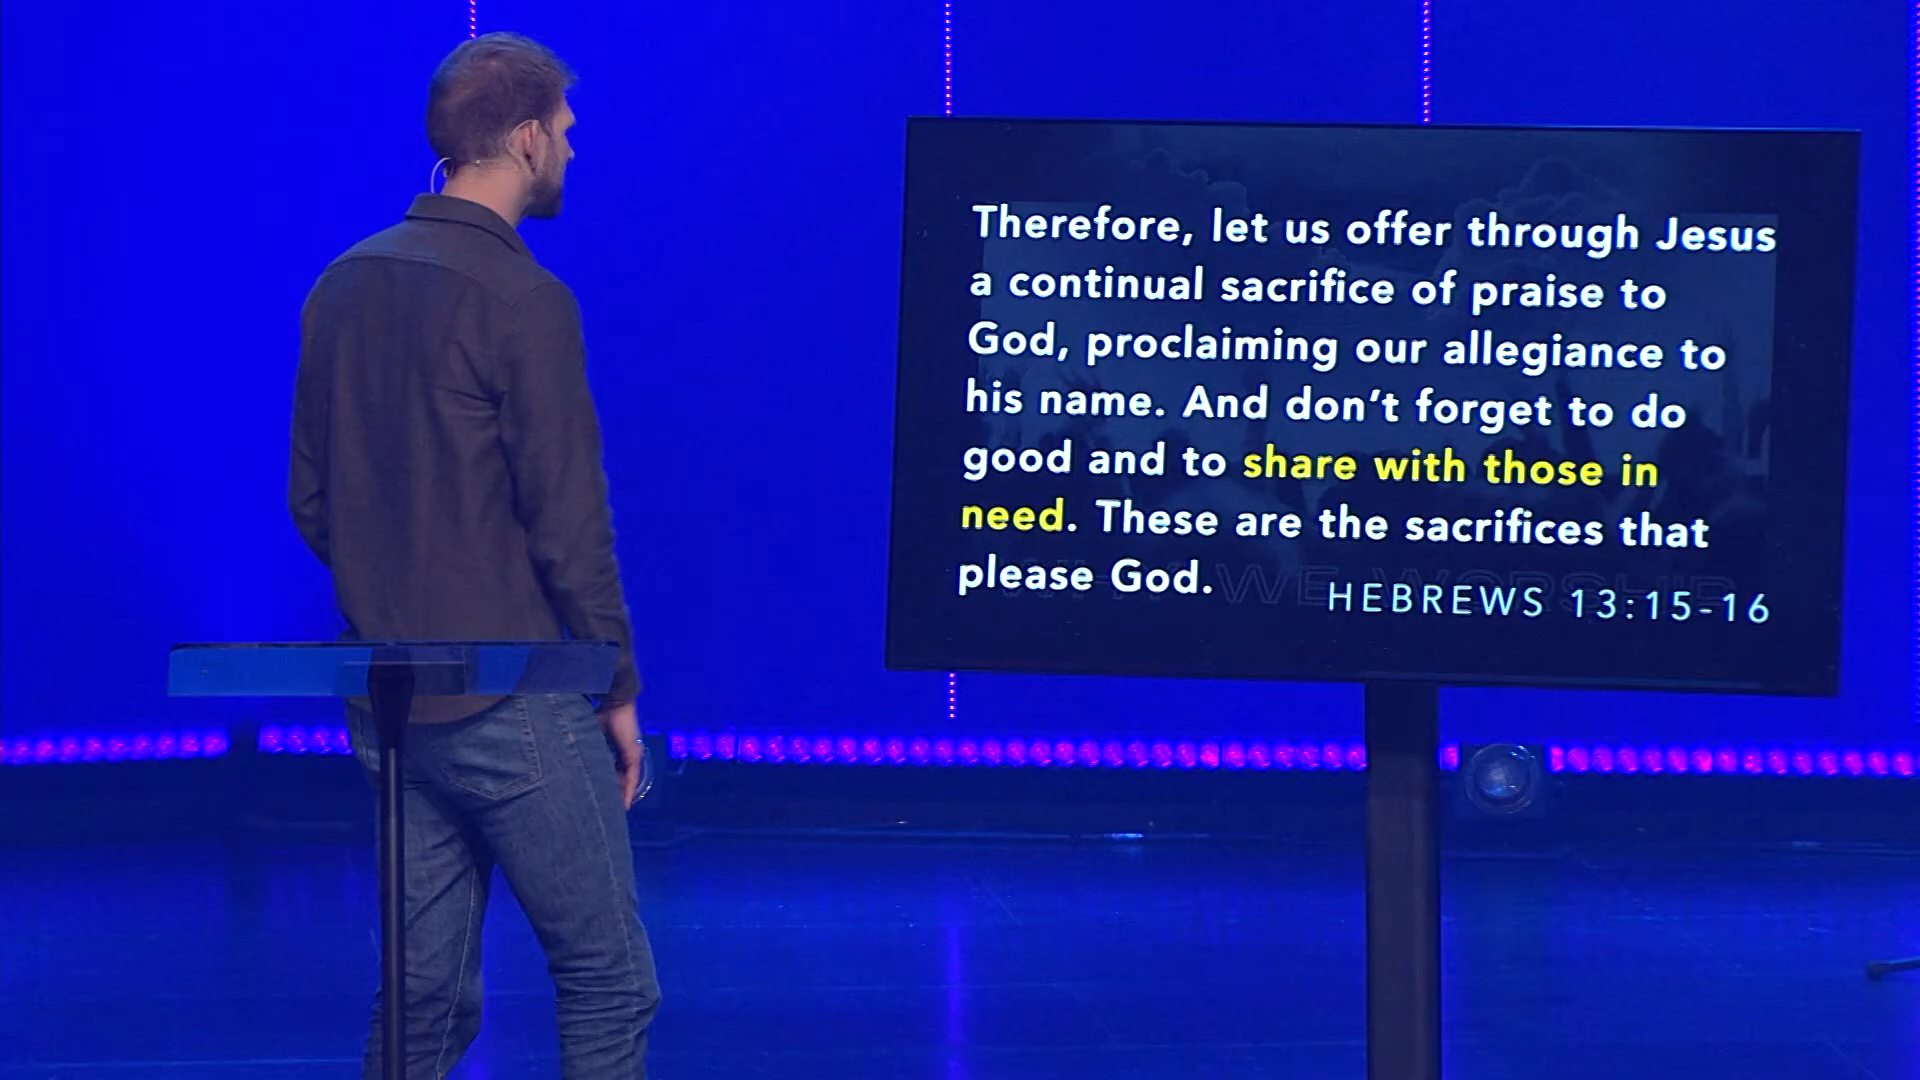 Therefore, let us offer through Jesus
a continual sacrifice of praise to
God, proclaiming our allegiance to
his name. And don't forget to do
good and to share with those in
need. These are the sacrifices that
please God.
WE WORSHIP
HEBREWS 13:15-16